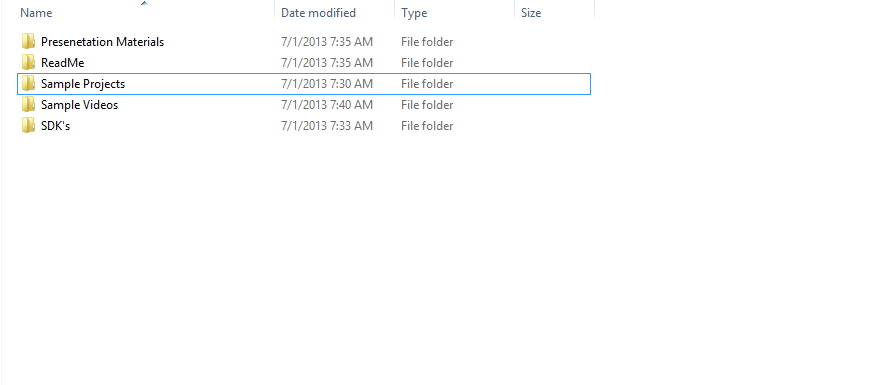 Name Date modified Type Size
Presenetation Materials 7/1/2013 7:35 AM File folder
ReadMe 7/1/2013 7:35 AM File folder
Sample Projects 7/1/2013 7:30 AM File folder
Sample Videos 7/1/2013 7:40 AM File folder
SDK's 7/1/2013 7:33 AM File folder